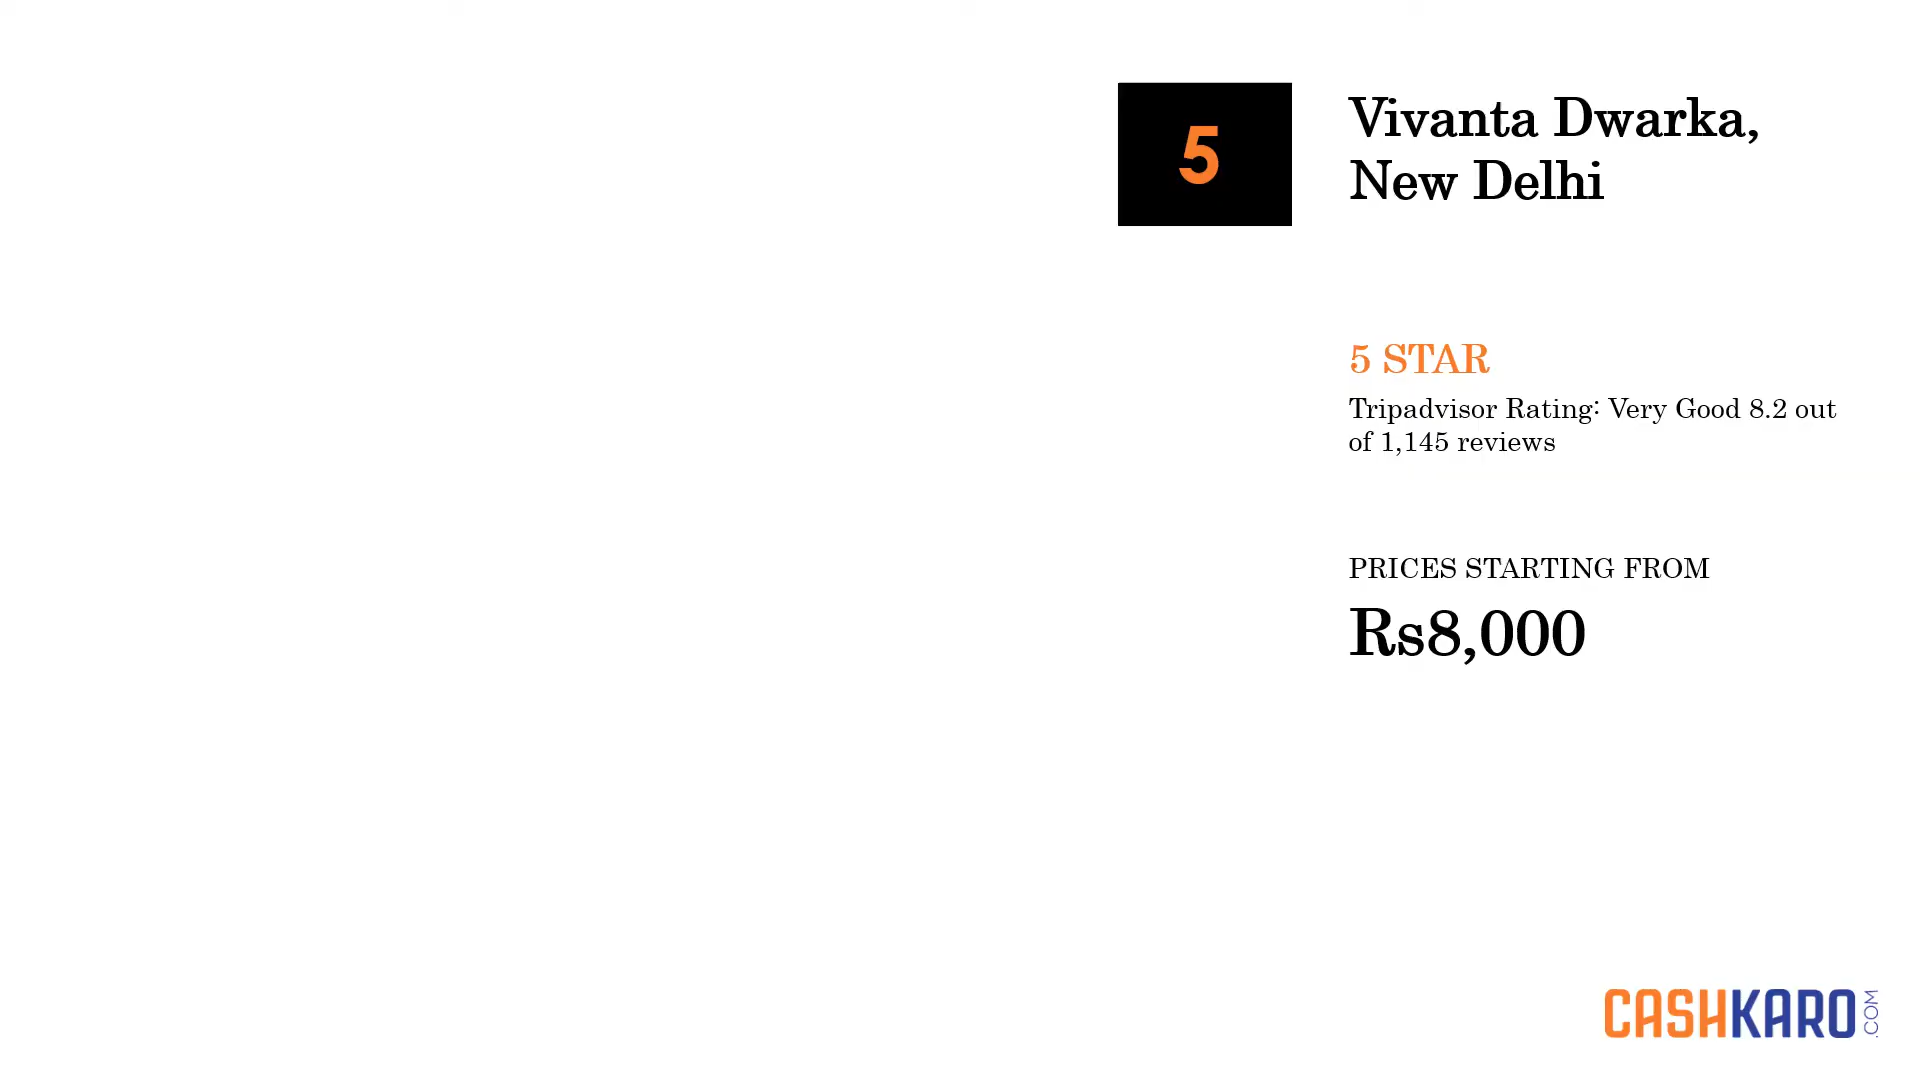 5
Vivanta Dwarka,
New Delhi
5 STAR
Tripadvisor Rating: Very Good 8.2 out
of 1,145 reviews
PRICES STARTING FROM
Rs8,000
CASHKARO.COM